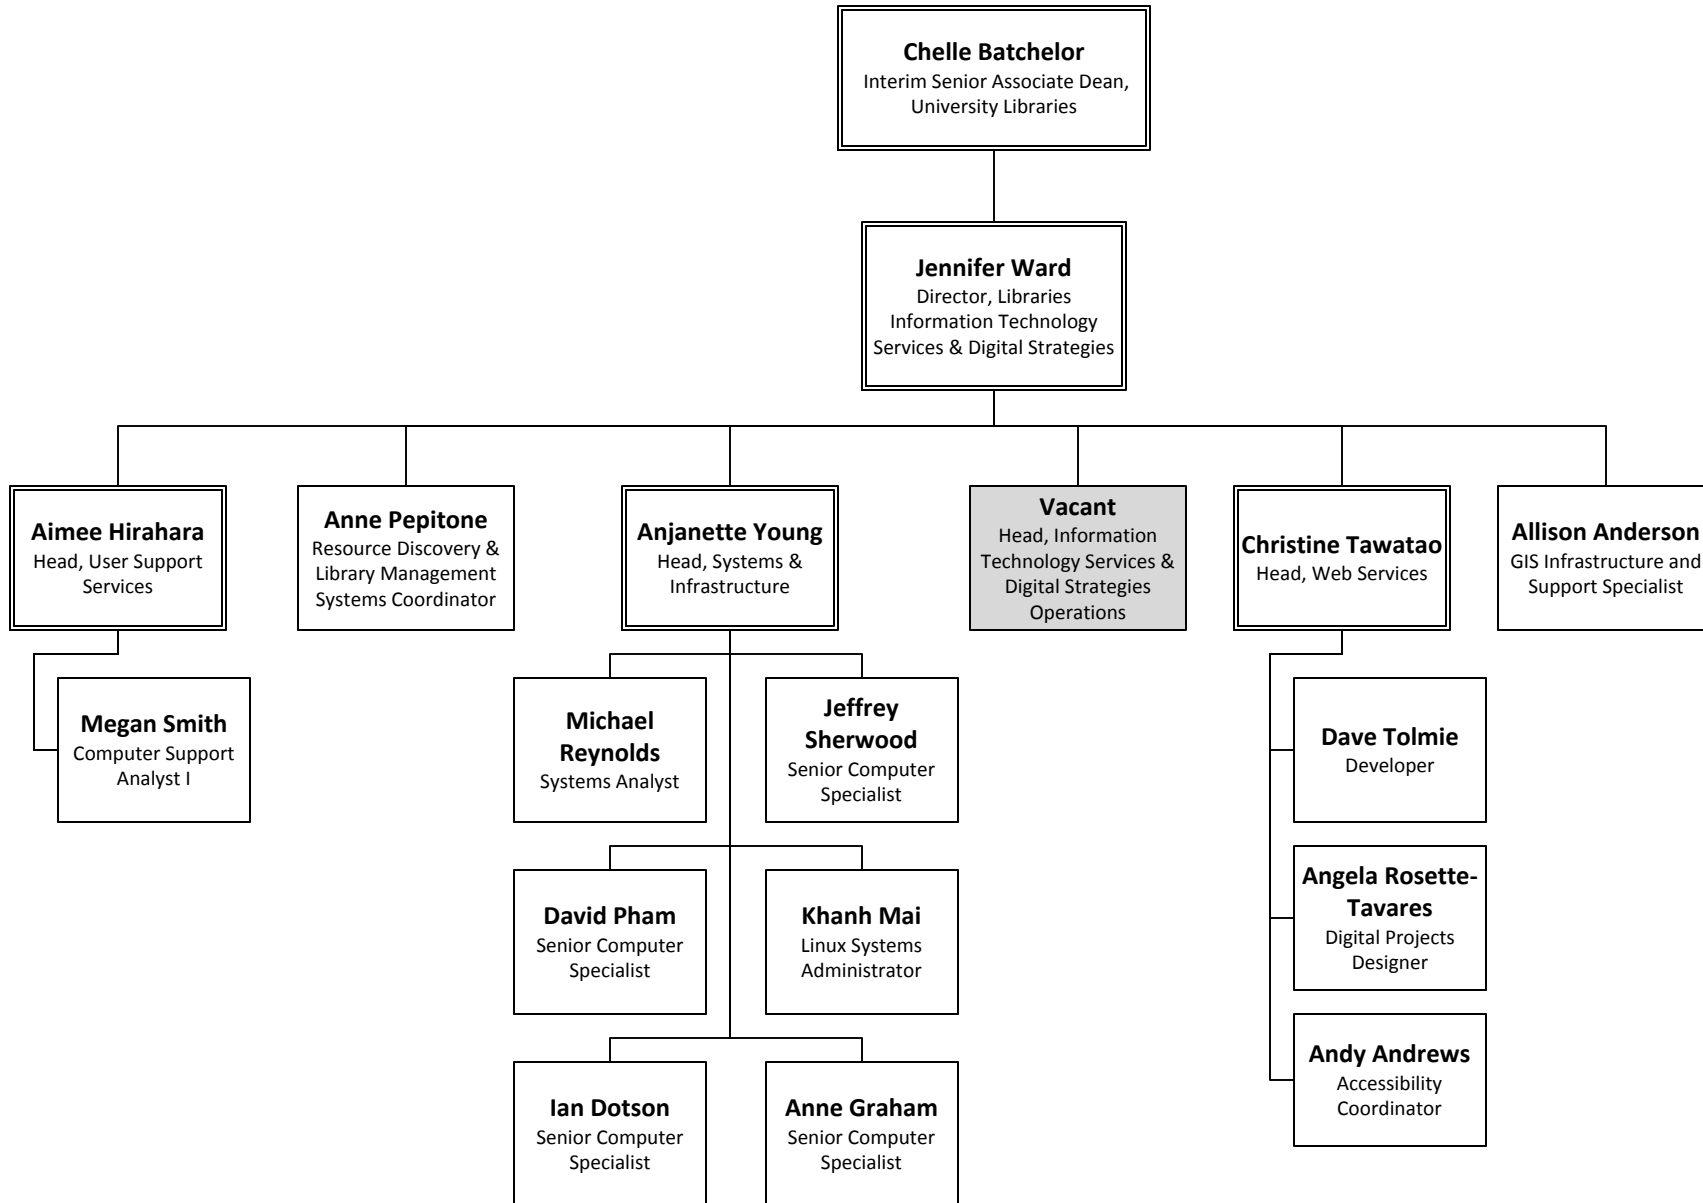 Chelle Batchelor
Interim Senior Associate Dean,
University Libraries
Jennifer Ward
Director, Libraries
Information Technology
Services & Digital Strategies
Aimee Hirahara
Head, User Support
Services
Anne Pepitone
Resource Discovery &
Library Management
Systems Coordinator
Anjanette Young
Head, Systems &
Infrastructure
Vacant
Head, Information
Technology Services &
Digital Strategies
Operations
Christine Tawatao
Head, Web Services
Allison Anderson
GIS Infrastructure and
Support Specialist
Megan Smith
Computer Support
Analyst I
Michael
Reynolds
Systems Analyst
Jeffrey
Sherwood
Senior Computer
Specialist
Dave Tolmie
Developer
David Pham
Senior Computer
Specialist
Khanh Mai
Linux Systems
Administrator
Angela Rosette-
Tavares
Digital Projects
Designer
Ian Dotson
Senior Computer
Specialist
Anne Graham
Senior Computer
Specialist
Andy Andrews
Accessibility
Coordinator